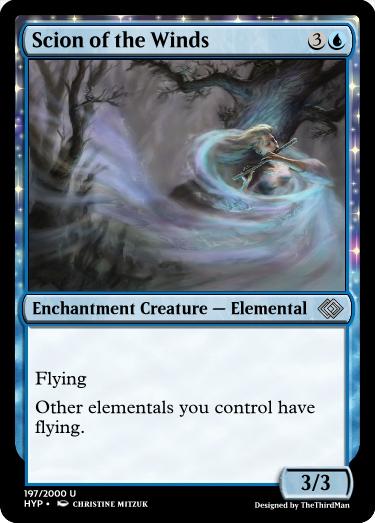 Scion of the Winds 3
Enchantment Creature — Elemental
Flying
Other elementals you control have
flying.
3/3
197/2000 U
HYP • CHRISTINE MITZUK
Designed by TheThirdMan